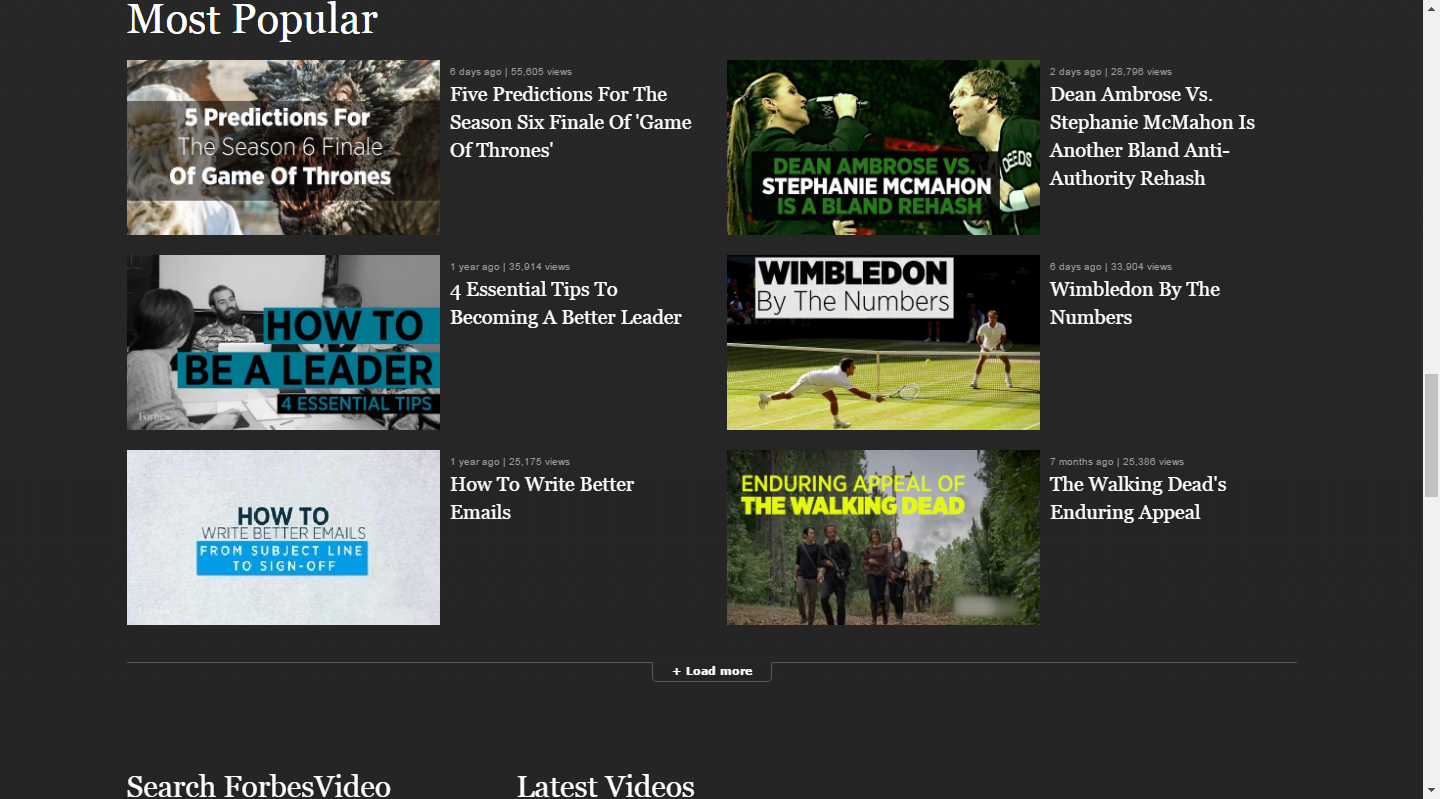 Most Popular
5 Predictions For
The Season 6 Finale
Of Game Of Thrones
6 days ago | 55,605 views
Five Predictions For The
Season Six Finale Of 'Game
Of Thrones'
DEEDS
DEAN AMBROSE VS.
STEPHANIE MCMAHON
IS A BLAND REHASH
2 days ago | 28,796 views
Dean Ambrose Vs.
Stephanie McMahon Is
Another Bland Anti-
Authority Rehash
HOW TO
BE A LEADER
4 ESSENTIAL TIPS
Forbes
1 year ago | 35,914 views
4 Essential Tips To
Becoming A Better Leader
WIMBLEDON
By The Numbers
6 days ago | 33,904 views
Wimbledon By The
Numbers
HOW TO
WRITE BETTER EMAILS
FROM SUBJECT LINE
TO SIGN-OFF
1 year ago | 25,175 views
How To Write Better
Emails
ENDURING APPEAL OF
THE WALKING DEAD
7 months ago | 25,386 views
The Walking Dead's
Enduring Appeal
+ Load more
Search ForbesVideo
Latest Videos